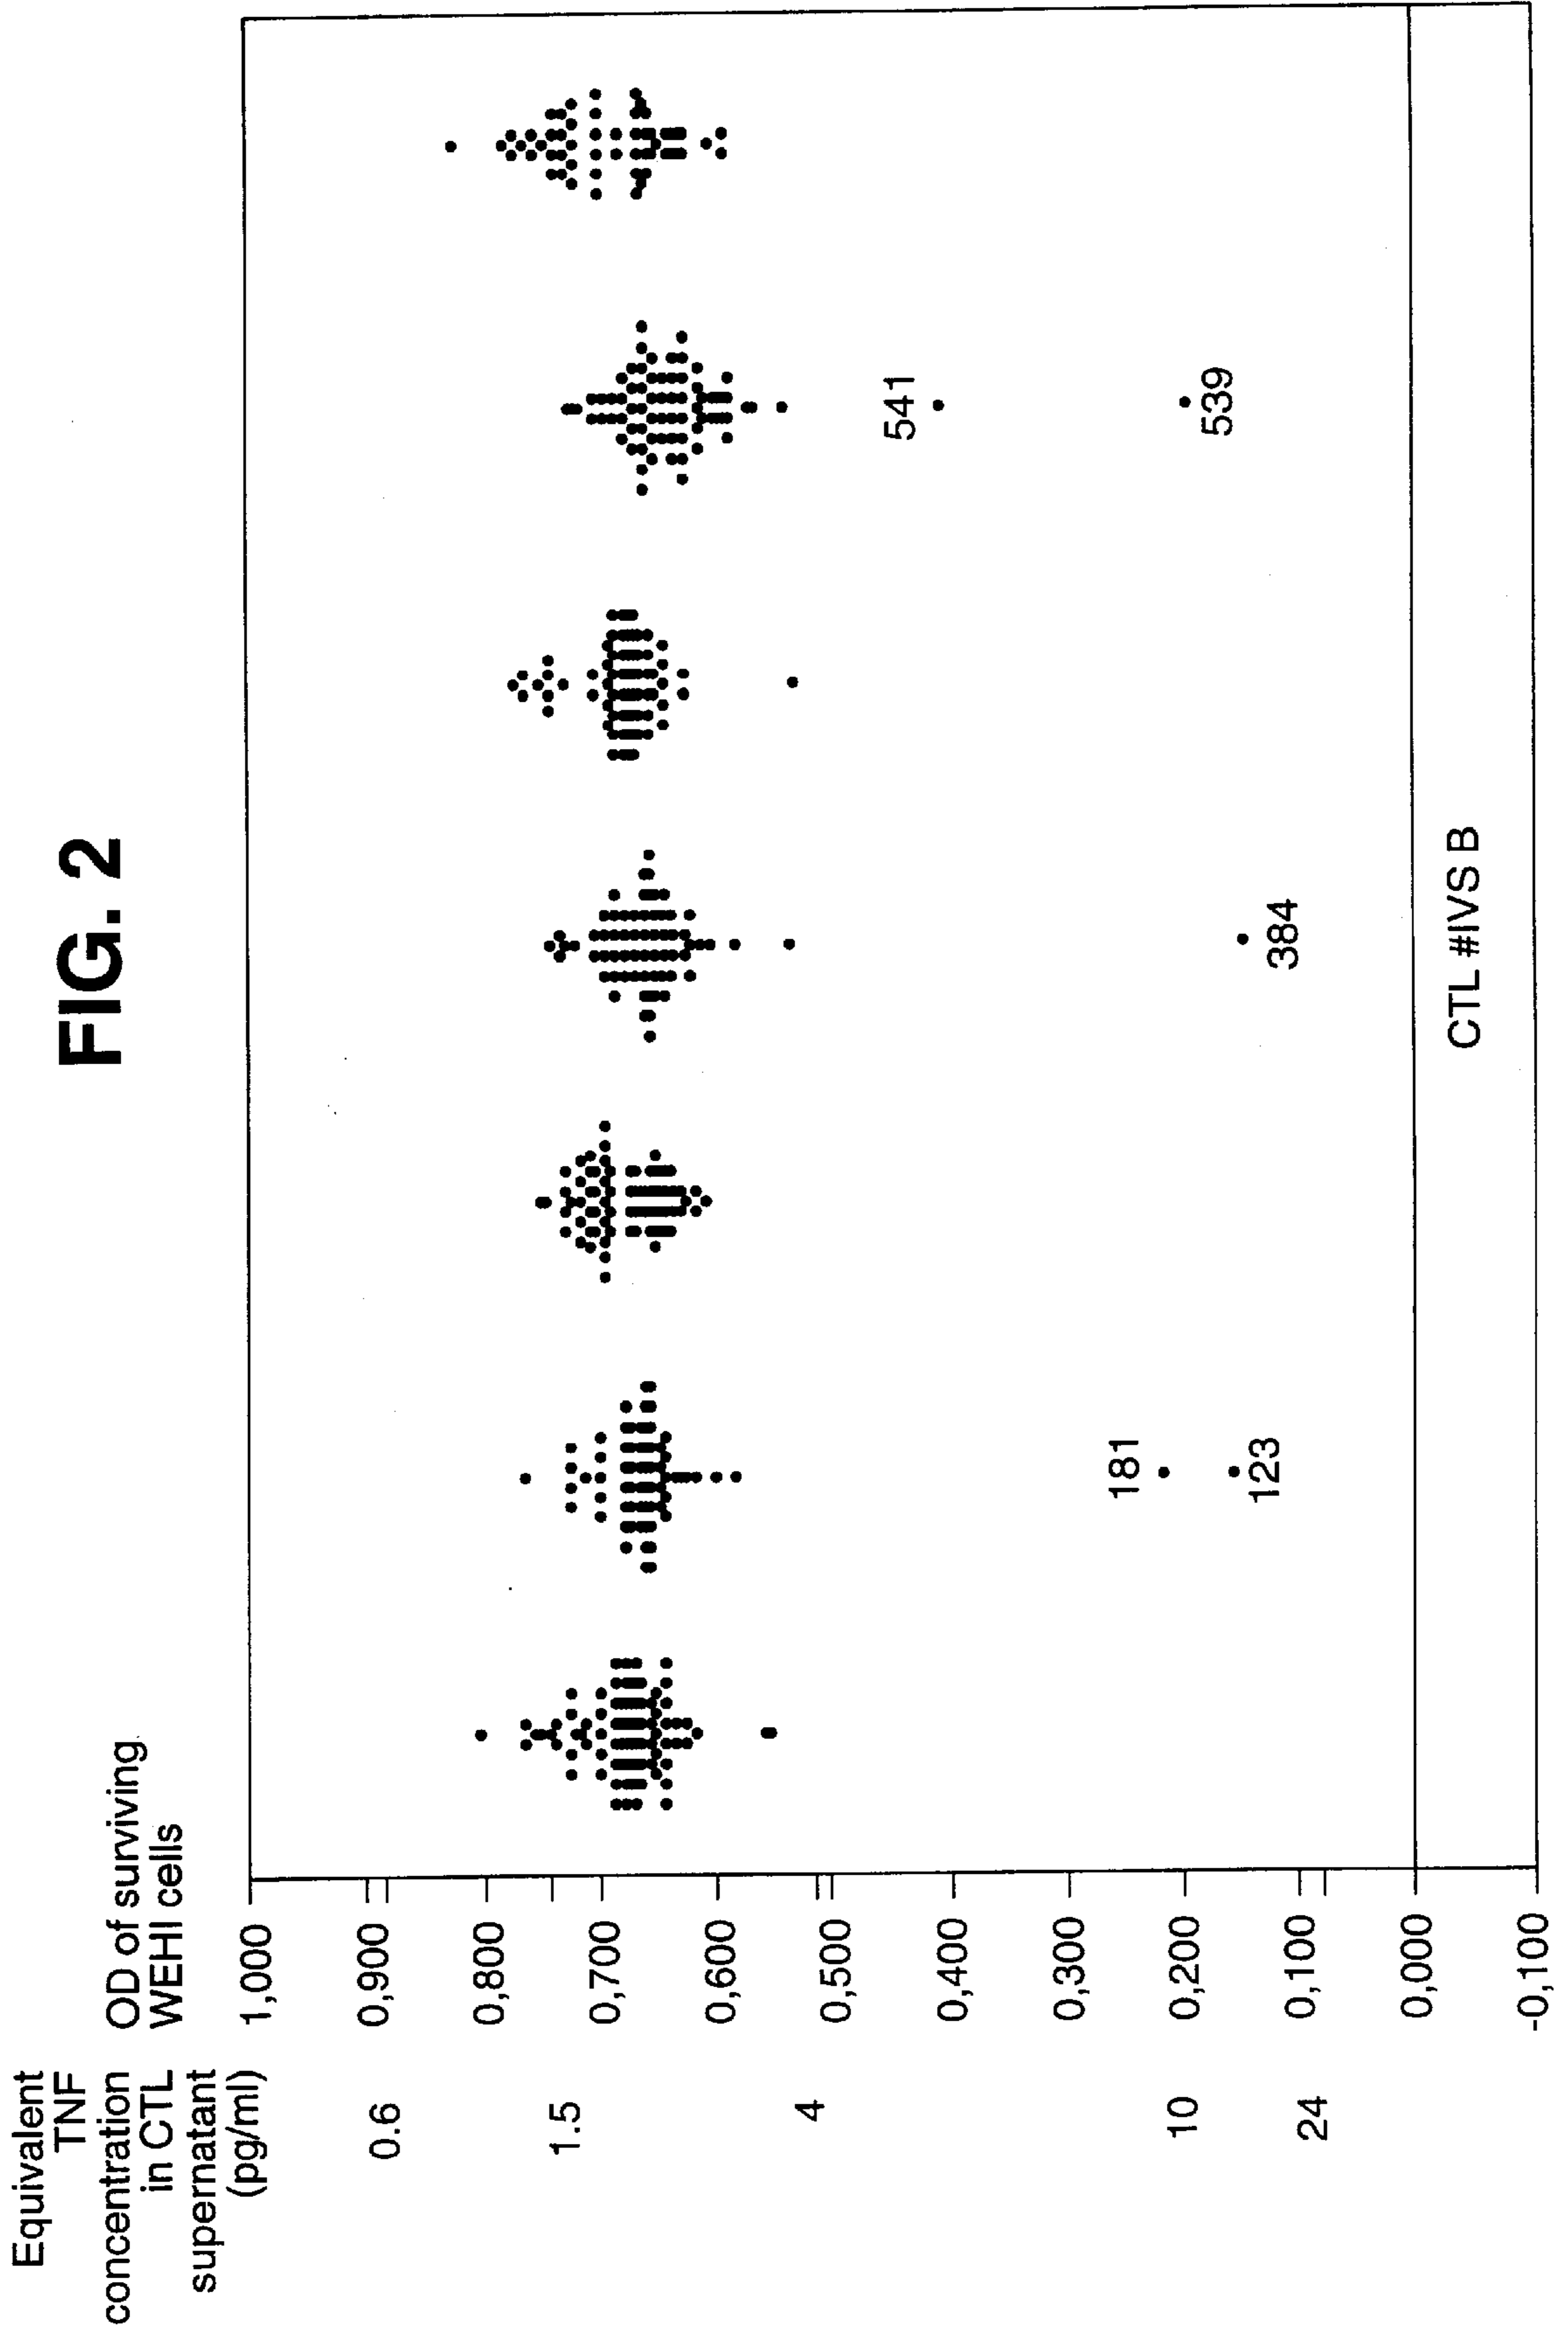 FIG. 2
Equivalent
TNF
concentration
in CTL
supernatant
(pg/ml)
OD of surviving
WEHI cells
1,000
0,900
0.6
0,800
1.5
0,700
0,600
4
0,500
0,400
0,300
10
0,200
24
0,100
0,000
-0,100
181
123
384
541
539
CTL #IVS B